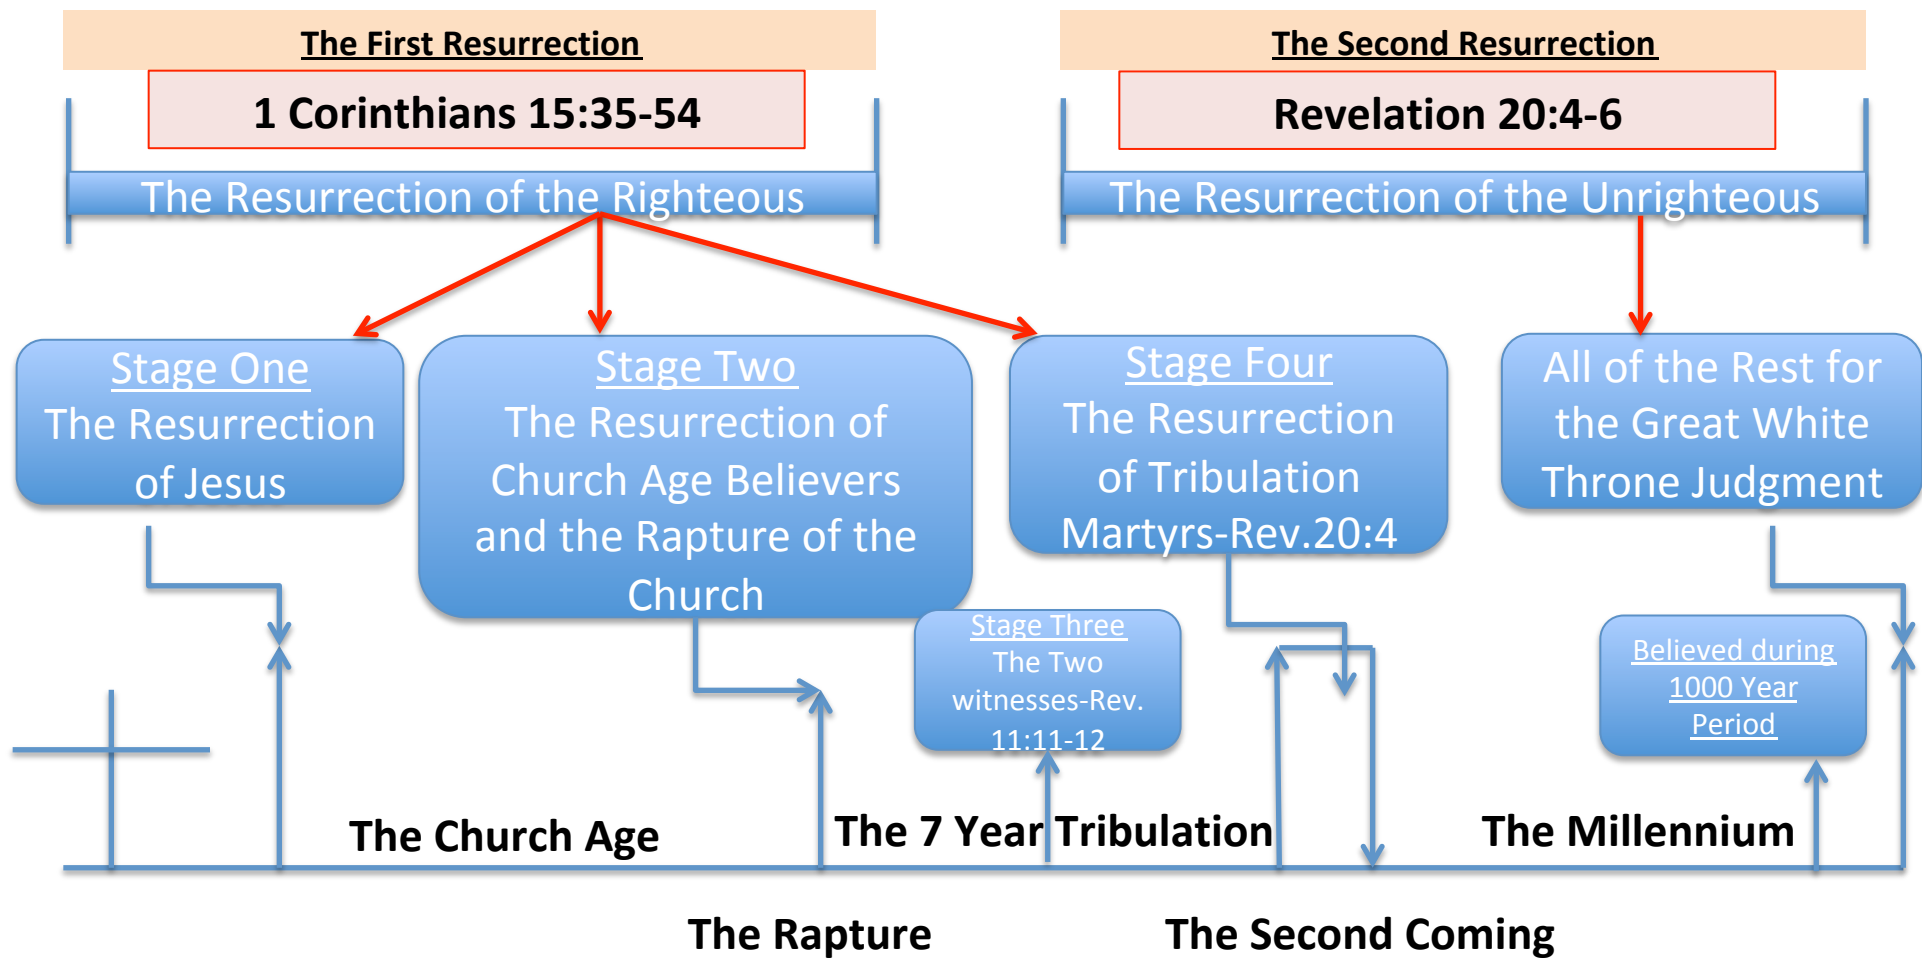 The First Resurrection
1 Corinthians 15:35-54
The Resurrection of the Righteous
The Second Resurrection
Revelation 20:4-6
The Resurrection of the Unrighteous
Stage One
The Resurrection
of Jesus
Stage Two
The Resurrection of
Church Age Believers
and the Rapture of the
Church
Stage Three
The Two
witnesses-Rev.
11:11-12
Stage Four
The Resurrection
of Tribulation
Martyrs-Rev.20:4
All of the Rest for
the Great White
Throne Judgment
Believed during
1000 Year
Period
The Church Age
The 7 Year Tribulation
The Millennium
The Rapture
The Second Coming